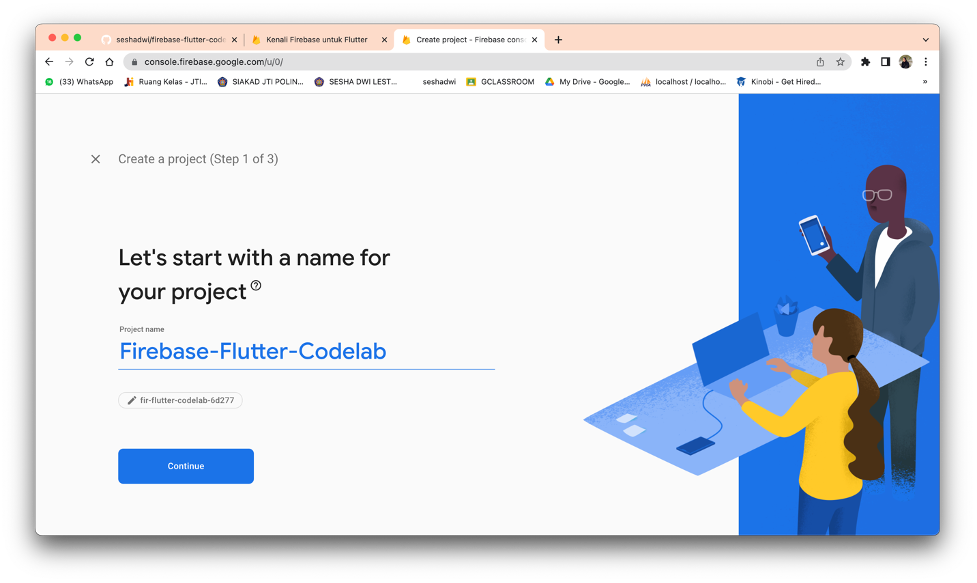 seshadwi/firebase-flutter-code
Kenali Firebase untuk Flutter
Create project - Firebase cons
console.firebase.google.com/u/0/
(33) WhatsApp
Ruang Kelas - JTI...
SIAKAD JTI POLIN...
SESHA DWI LEST...
seshadwi
GCLASSROOM
My Drive - Google...
localhost / localho...
Kinobi - Get Hired...
»
Create a project (Step 1 of 3)
Let's start with a name for
your project
Project name
Firebase-Flutter-Codelab
fir-flutter-codelab-6d277
Continue